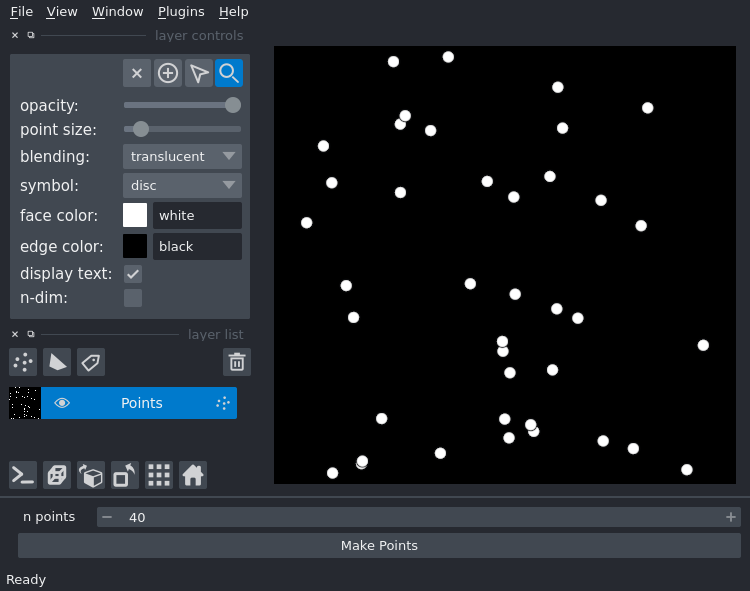 File View Window Plugins Help
layer controls
opacity:
point size:
blending: translucent
symbol: disc
face color: white
edge color: black
display text:
n-dim:
layer list
Points
n points 40
Make Points
Ready